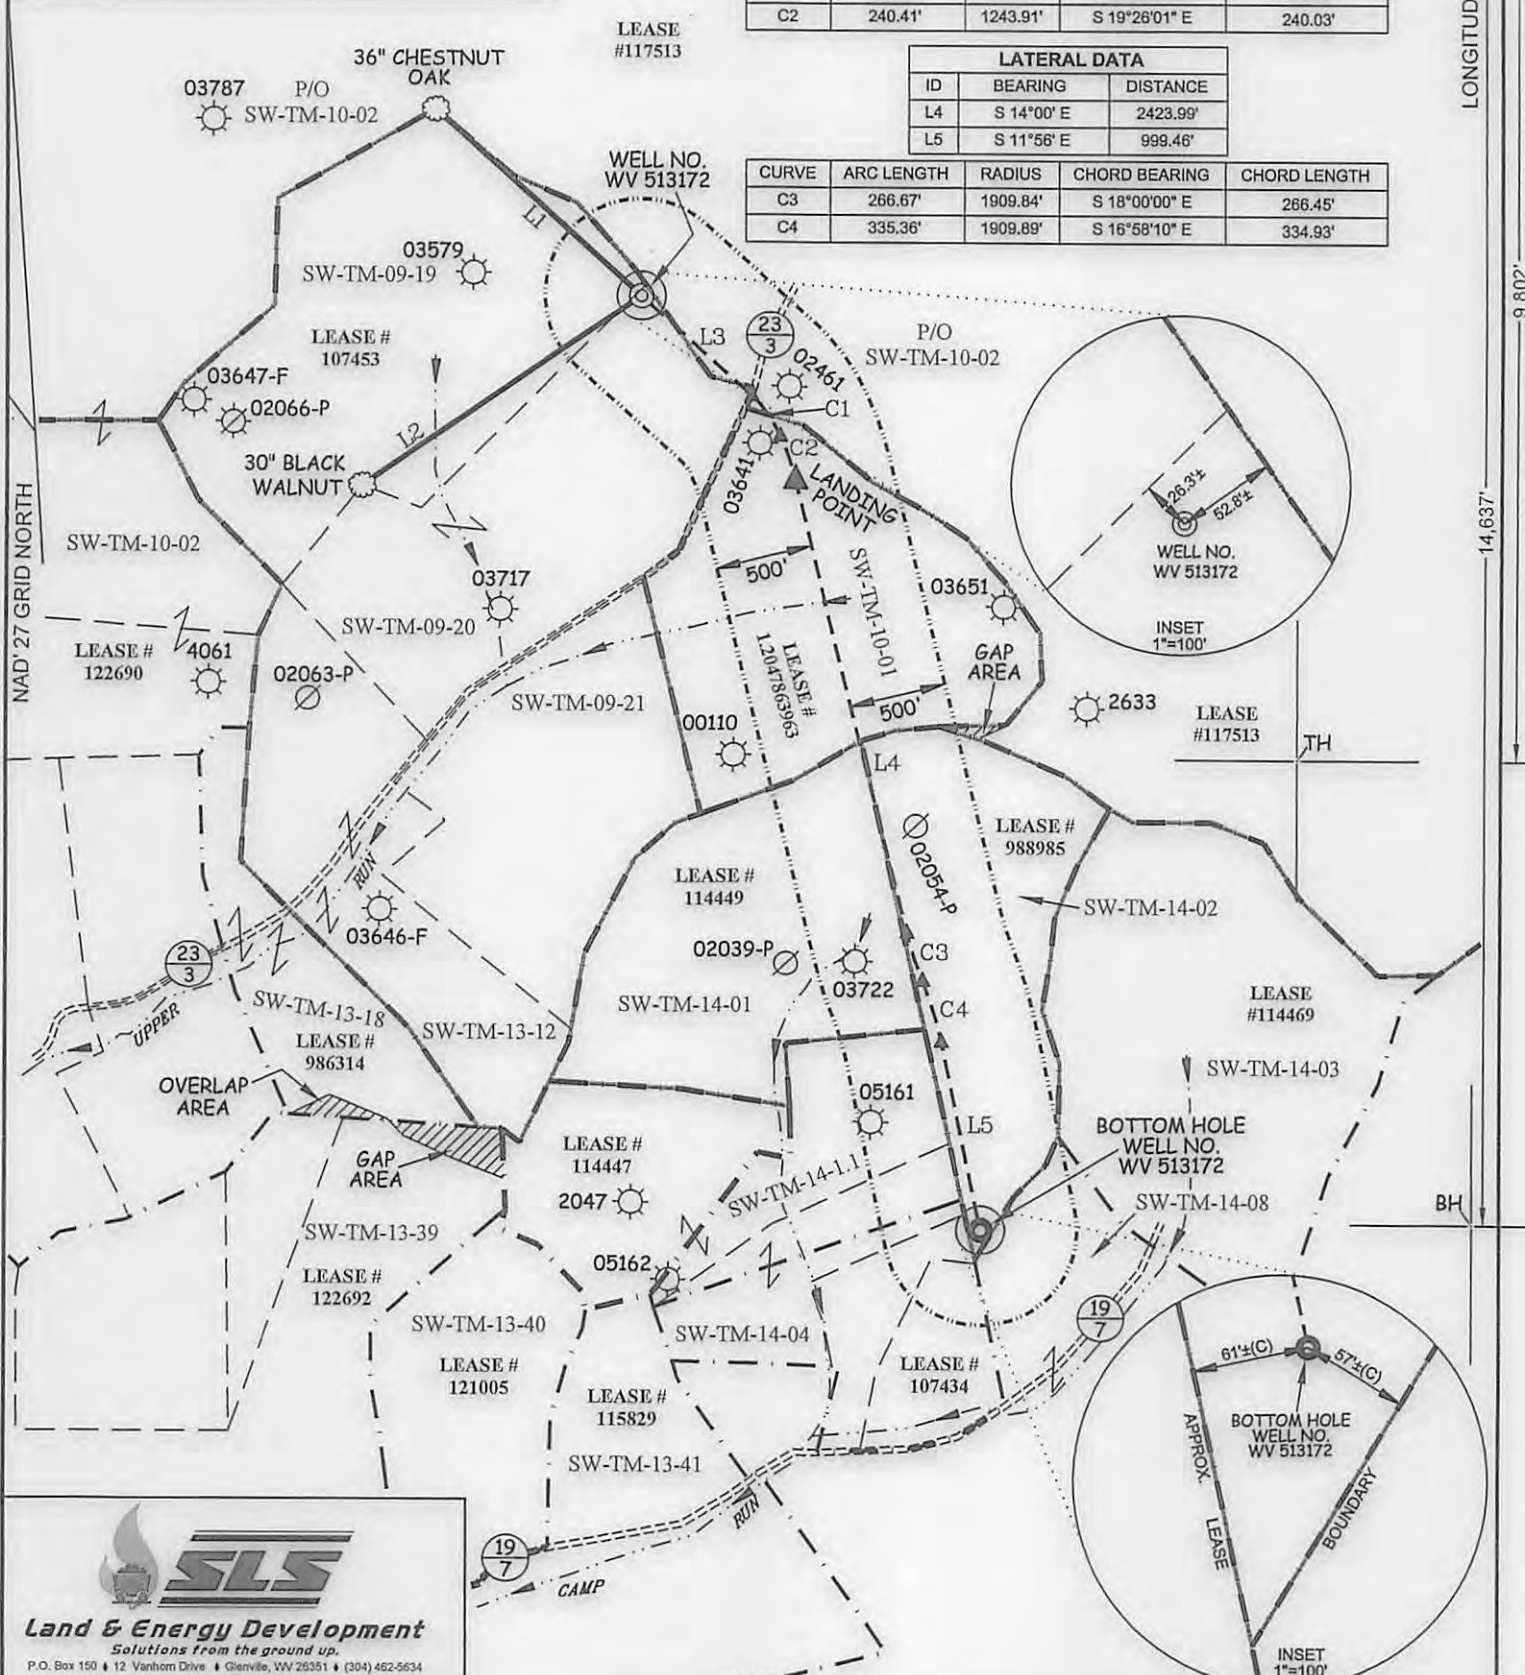 C2 240.41' 1243.91' S 19°26'01" E 240.03'
LEASE
#117513
LATERAL DATA
ID BEARING DISTANCE
L4 S 14°00' E 2423.99'
L5 S 11°56' E 999.46'
CURVE ARC LENGTH RADIUS CHORD BEARING CHORD LENGTH
C3 266.67' 1909.84' S 18°00'00" E 266.45'
C4 335.36' 1909.89' S 16°58'10" E 334.93'
LONGITUD
9,802'
14,637'
NAD'27 GRID NORTH
36" CHESTNUT
OAK
03787
P/O
SW-TM-10-02
WELL NO.
WV 513172
L1
03579
SW-TM-09-19
LEASE #
107453
L3
23
3
P/O
SW-TM-10-02
02461
03647-F
02066-P
C1
L2
30" BLACK
WALNUT
C2
03641
LANDING
POINT
26.3'±
52.8'±
WELL NO.
WV 513172
INSET
1"=100'
SW-TM-10-02
500'
SW-TM-10-01
03717
03651
SW-TM-09-20
LEASE #
122690
4061
02063-P
LEASE #
1.2047863963
GAP
AREA
SW-TM-09-21
500'
00110
2633
LEASE
#117513
TH
L4
RUN
02054-P
LEASE #
988985
LEASE #
114449
SW-TM-14-02
03646-F
02039-P
03722
C3
23
3
SW-TM-13-18
SW-TM-13-12
SW-TM-14-01
C4
LEASE
#114469
UPPER
LEASE #
986314
SW-TM-14-03
OVERLAP
AREA
05161
L5
BOTTOM HOLE
WELL NO.
WV 513172
GAP
AREA
LEASE #
114447
SW-TM-14-1.1
2047
SW-TM-14-08
BH
SW-TM-13-39
05162
LEASE #
122692
SW-TM-13-40
SW-TM-14-04
19
7
LEASE #
121005
LEASE #
107434
LEASE #
115829
61'±(C)
57'±(C)
BOTTOM HOLE
WELL NO.
WV 513172
APPROX.
LEASE
BOUNDARY
SW-TM-13-41
RUN
19
7
CAMP
INSET
1"=100'
SLS
Land & Energy Development
Solutions from the ground up.
P.O. Box 150 ♦ 12 Vanhorn Drive ♦ Glenville, WV 26351 ♦ (304) 462-5634